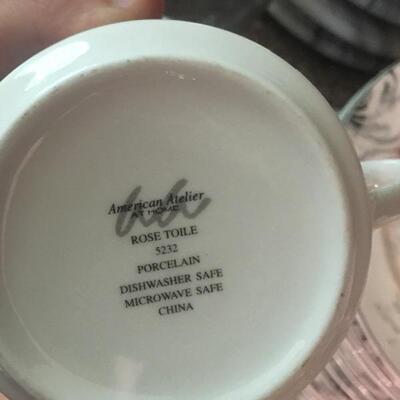 American Atelier
AT HOME
ROSE TOILE
5232
PORCELAIN
DISHWASHER SAFE
MICROWAVE SAFE
CHINA